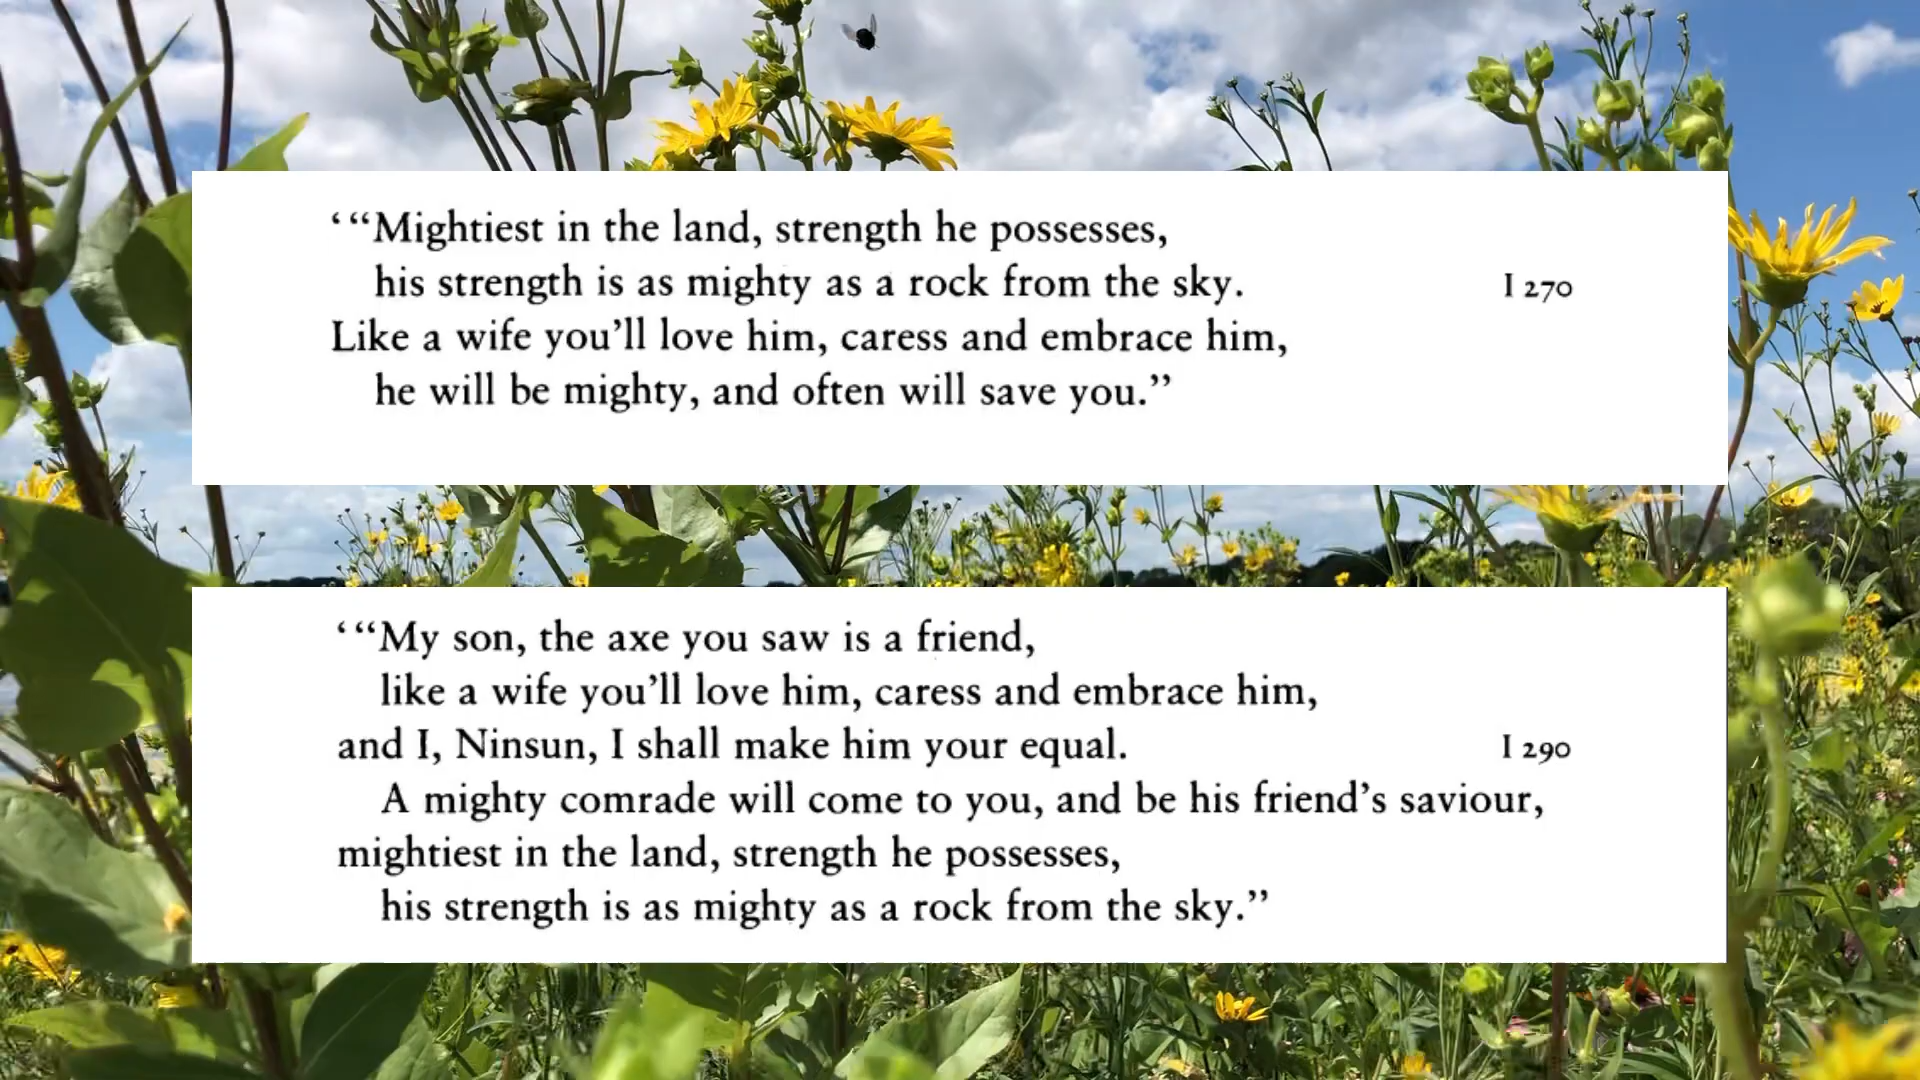 ‘ “Mightiest in the land, strength he possesses,
his strength is as mighty as a rock from the sky. I 270
Like a wife you’ll love him, caress and embrace him,
he will be mighty, and often will save you.”
‘ “My son, the axe you saw is a friend,
like a wife you’ll love him, caress and embrace him,
and I, Ninsun, I shall make him your equal. I 290
A mighty comrade will come to you, and be his friend’s saviour,
mightiest in the land, strength he possesses,
his strength is as mighty as a rock from the sky.”